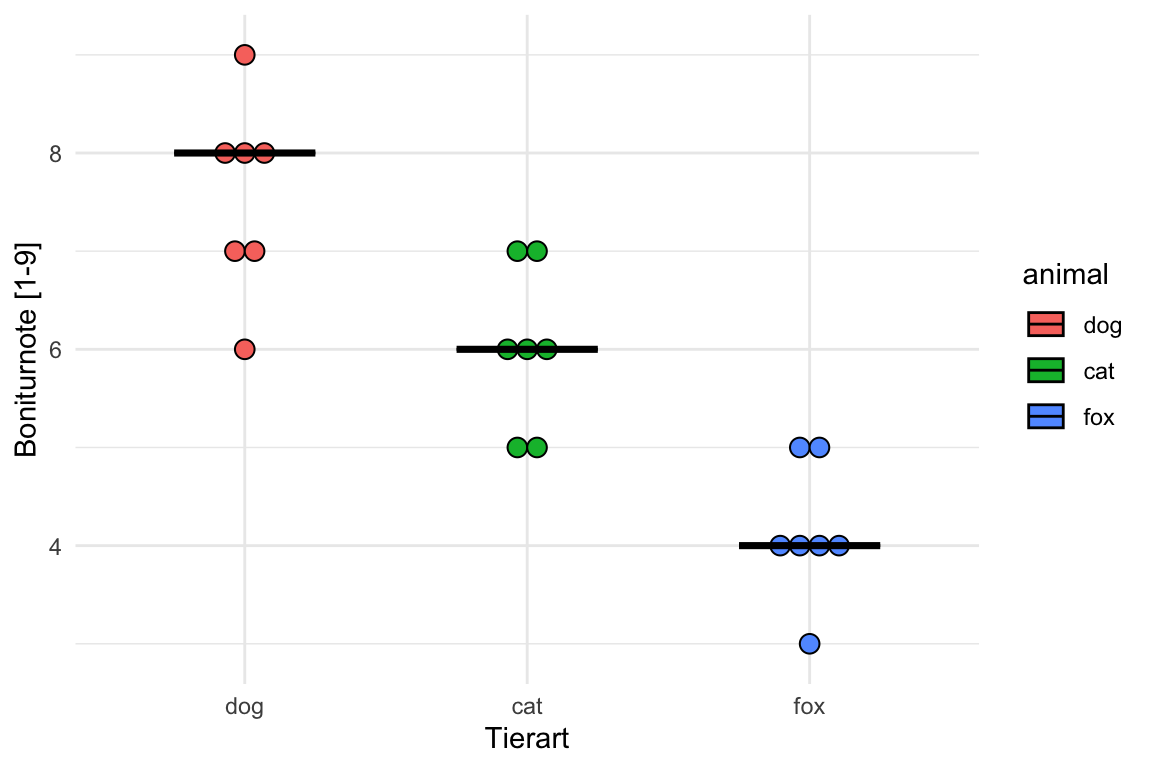 Boniturnote [1-9]
8
6
4
dog
cat
fox
Tierart
animal
dog
cat
fox